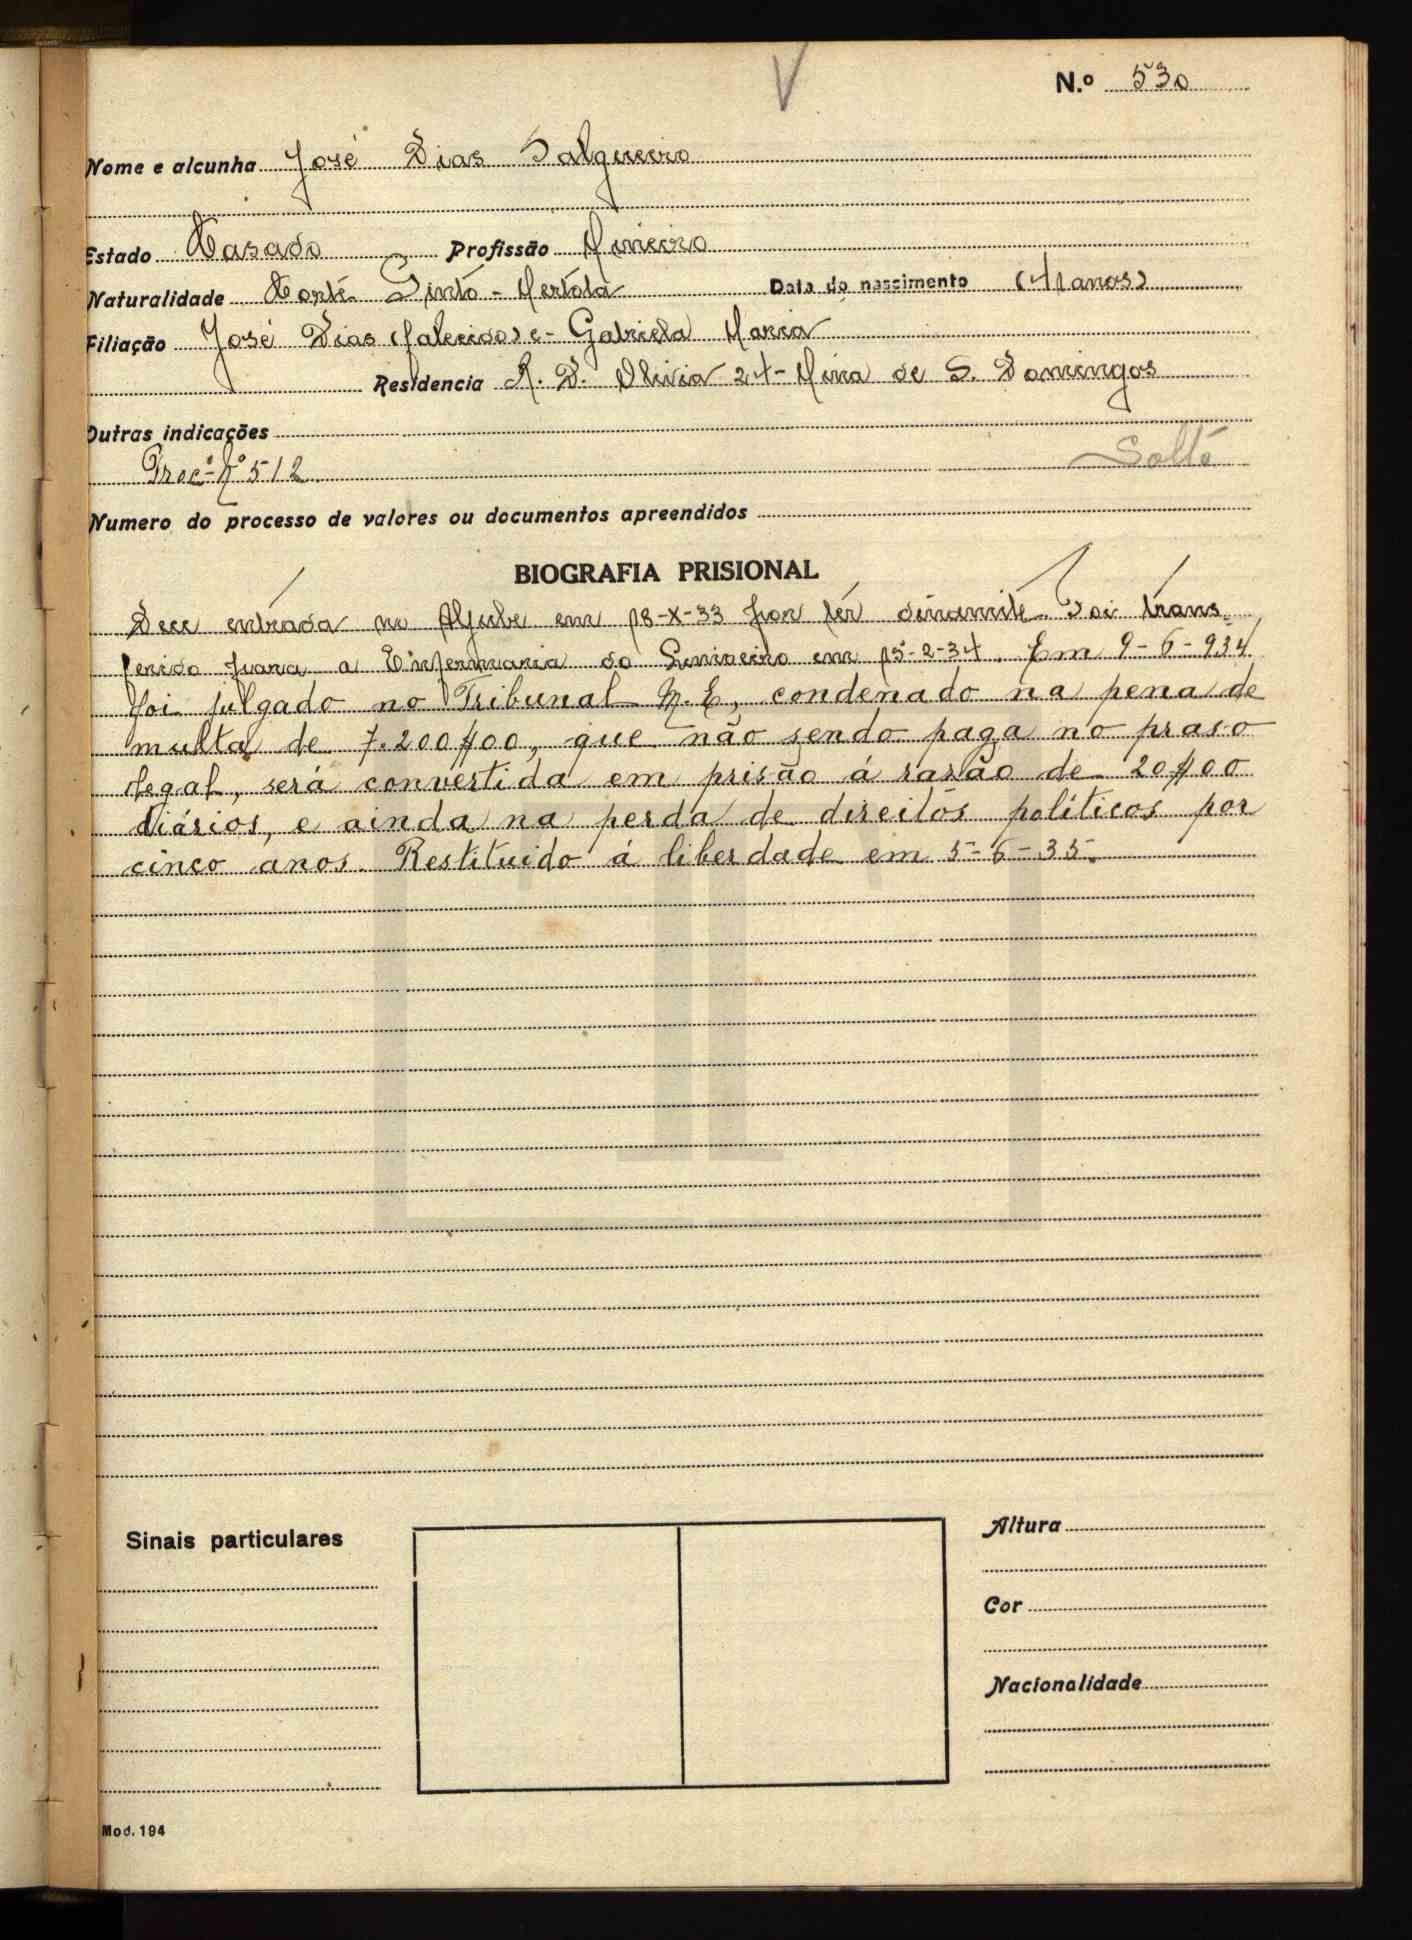 N.º 530
Nome e alcunha José Dias Salgueiro
Estado Casado Profissão Mineiro
Naturalidade Corte Pinto - Mertola Data do nascimento (41 anos)
Filiação José Dias (falecido) e - Gabriela Maria
Residencia R. D. Olivia 24 - Mina de S. Domingos
Outras indicações
Procº Nº 512 Solto
Numero do processo de valores ou documentos apreendidos
BIOGRAFIA PRISIONAL
Deu entrada no Aljube em 18-X-33 por ter dinamite. Foi trans-
ferido para a Enfermaria do Limoeiro em 15-2-34. Em 9-6-934
foi julgado no Tribunal M. E., condenado na pena de
multa de 7.200$00, que não sendo paga no praso
legal, será convertida em prisão á rasão de 20$00
diários, e ainda na perda de direitos políticos por
cinco anos. Restituido á liberdade em 5-6-35.
Sinais particulares
Altura
Cor
Nacionalidade
Mod. 194